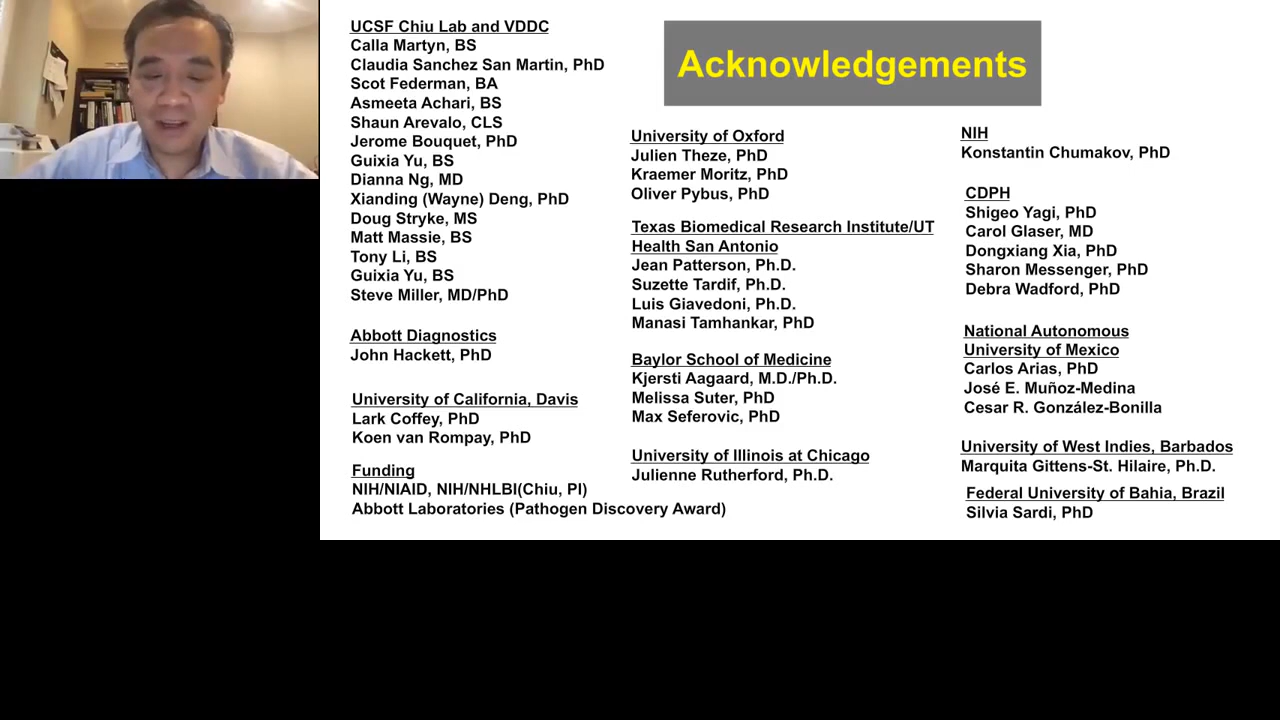 UCSF Chiu Lab and VDDC
Calla Martyn, BS
Claudia Sanchez San Martin, PhD
Scot Federman, BA
Asmeeta Achari, BS
Shaun Arevalo, CLS
Jerome Bouquet, PhD
Guixia Yu, BS
Dianna Ng, MD
Xianding (Wayne) Deng, PhD
Doug Stryke, MS
Matt Massie, BS
Tony Li, BS
Guixia Yu, BS
Steve Miller, MD/PhD
Abbott Diagnostics
John Hackett, PhD
University of California, Davis
Lark Coffey, PhD
Koen van Rompay, PhD
Funding
NIH/NIAID, NIH/NHLBI(Chiu, PI)
Abbott Laboratories (Pathogen Discovery Award)
Acknowledgements
University of Oxford
Julien Theze, PhD
Kraemer Moritz, PhD
Oliver Pybus, PhD
Texas Biomedical Research Institute/UT
Health San Antonio
Jean Patterson, Ph.D.
Suzette Tardif, Ph.D.
Luis Giavedoni, Ph.D.
Manasi Tamhankar, PhD
Baylor School of Medicine
Kjersti Aagaard, M.D./Ph.D.
Melissa Suter, PhD
Max Seferovic, PhD
University of Illinois at Chicago
Julienne Rutherford, Ph.D.
NIH
Konstantin Chumakov, PhD
CDPH
Shigeo Yagi, PhD
Carol Glaser, MD
Dongxiang Xia, PhD
Sharon Messenger, PhD
Debra Wadford, PhD
National Autonomous
University of Mexico
Carlos Arias, PhD
José E. Muñoz-Medina
Cesar R. González-Bonilla
University of West Indies, Barbados
Marquita Gittens-St. Hilaire, Ph.D.
Federal University of Bahia, Brazil
Silvia Sardi, PhD